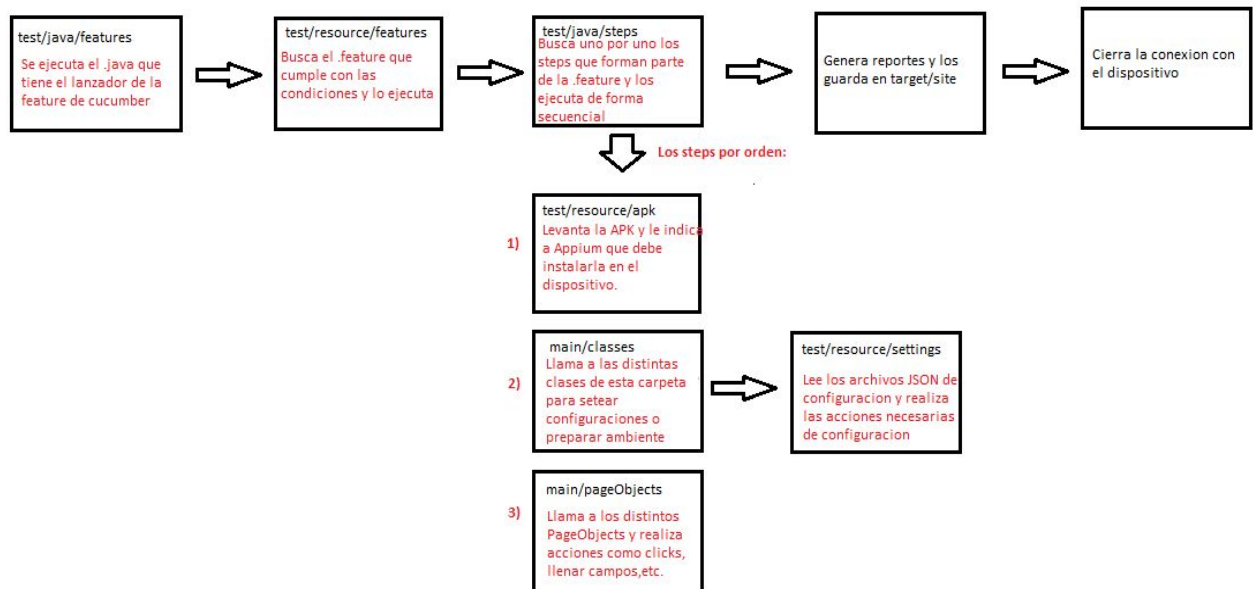 test/java/features
Se ejecuta el .java que
tiene el lanzador de la
feature de cucumber
test/resource/features
Busca el .feature que
cumple con las
condiciones y lo ejecuta
test/java/steps
Busca uno por uno los
steps que forman parte
de la .feature y los
ejecuta de forma
secuencial
Genera reportes y los
guarda en target/site
Cierra la conexion con
el dispositivo
Los steps por orden:
1)
test/resource/apk
Levanta la APK y le indica
a Appium que debe
instalarla en el
dispositivo.
2)
main/classes
Llama a las distintas
clases de esta carpeta
para setear
configuraciones o
preparar ambiente
test/resource/settings
Lee los archivos JSON de
configuracion y realiza
las acciones necesarias
de configuracion
3)
main/pageObjects
Llama a los distintos
PageObjects y realiza
acciones como clicks,
llenar campos,etc.